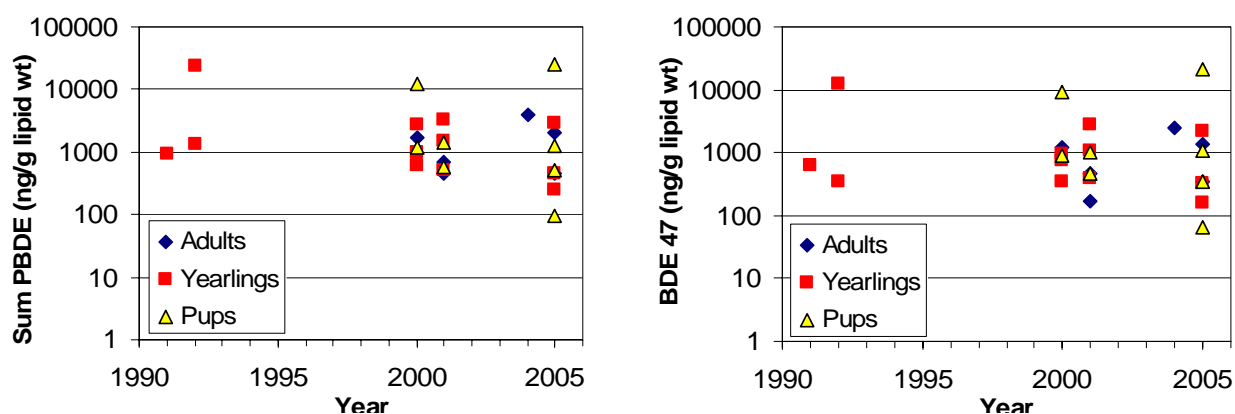 Sum PBDE (ng/g lipid wt)
100000
10000
1000
100
10
1
Adults
Yearlings
Pups
1990 1995 2000 2005
Year
BDE 47 (ng/g lipid wt)
100000
10000
1000
100
10
1
Adults
Yearlings
Pups
1990 1995 2000 2005
Year